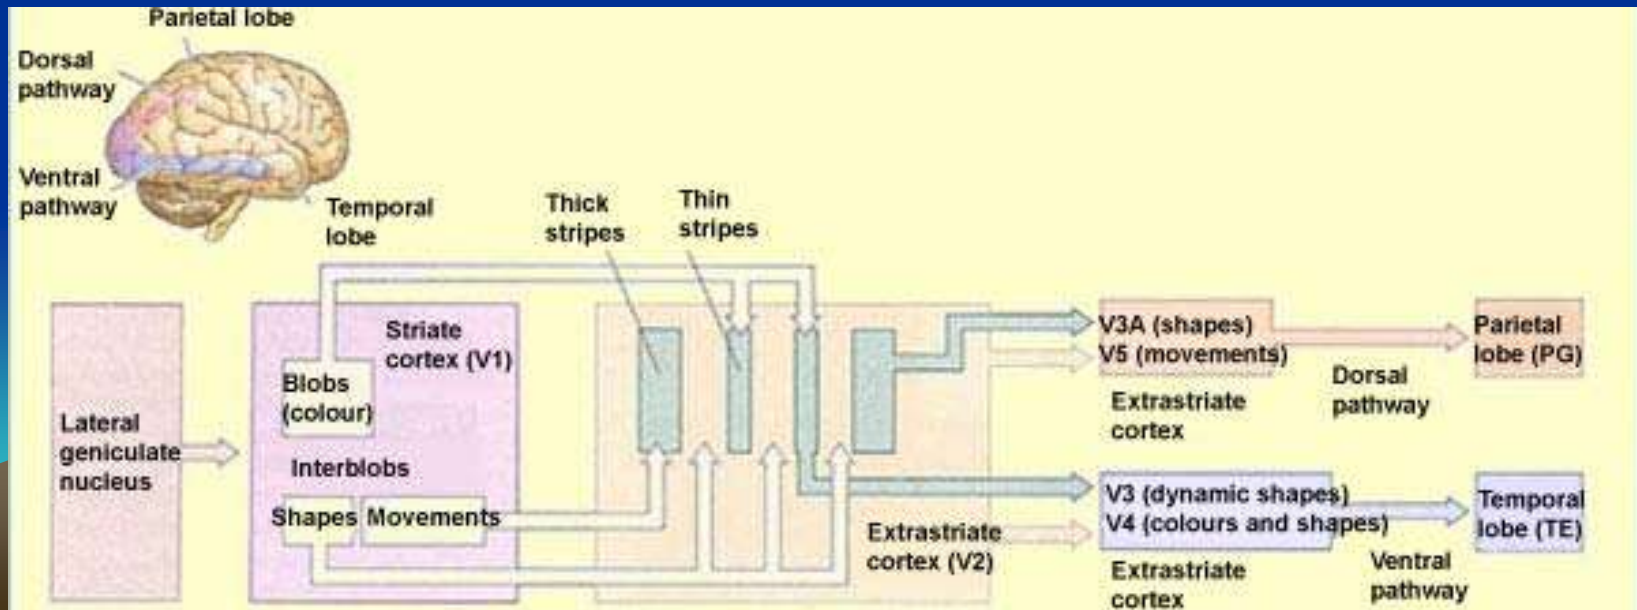 Parietal lobe
Dorsal
pathway
Ventral
pathway
Temporal
lobe
Thick
stripes
Thin
stripes
Lateral
geniculate
nucleus
Striate
cortex (V1)
Blobs
(colour)
Interblobs
Shapes
Movements
Extrastriate
cortex (V2)
V3A (shapes)
V5 (movements)
Extrastriate
cortex
Dorsal
pathway
Parietal
lobe (PG)
V3 (dynamic shapes)
V4 (colours and shapes)
Extrastriate
cortex
Ventral
pathway
Temporal
lobe (TE)